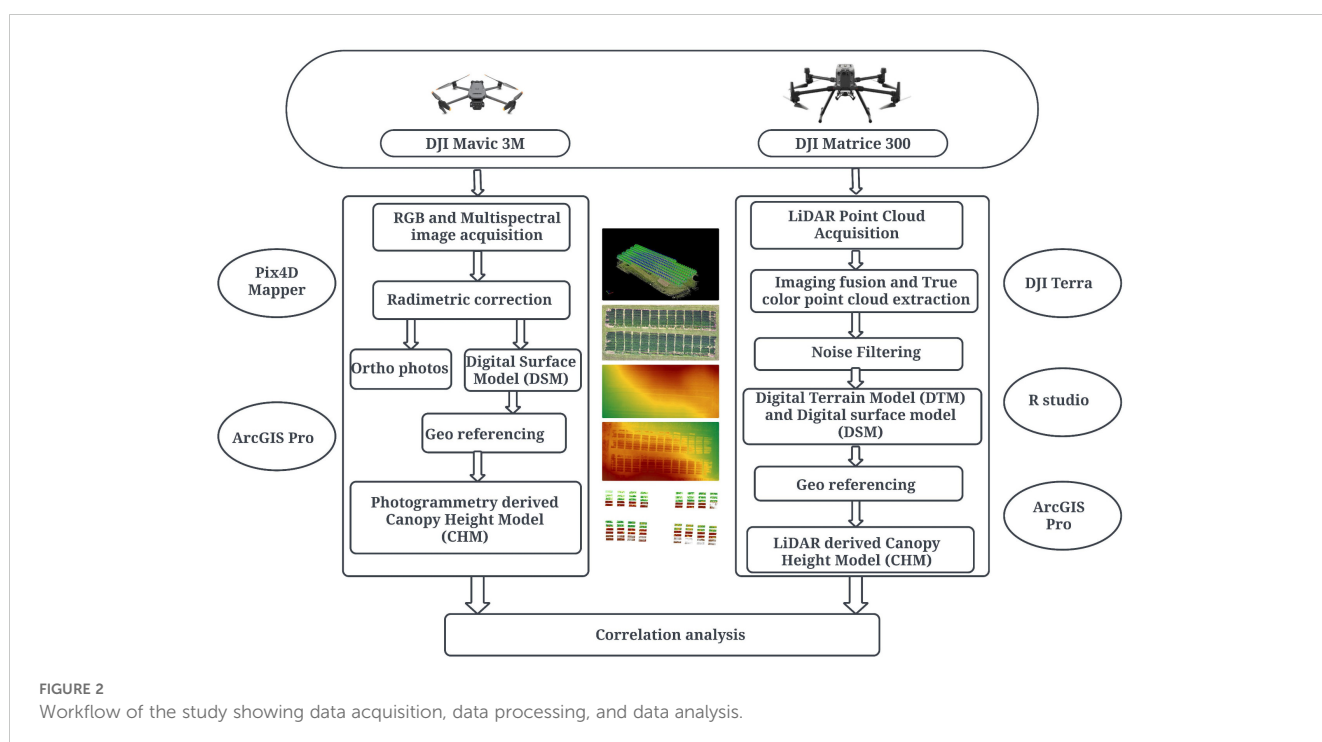 DJI Mavic 3M
DJI Matrice 300
Pix4D
Mapper
ArcGIS Pro
RGB and Multispectral
image acquisition
Radimetric correction
Ortho photos
Digital Surface
Model (DSM)
Geo referencing
Photogrammetry derived
Canopy Height Model
(CHM)
LiDAR Point Cloud
Acquisition
Imaging fusion and True
color point cloud extraction
Noise Filtering
Digital Terrain Model (DTM)
and Digital surface model
(DSM)
Geo referencing
LiDAR derived Canopy
Height Model (CHM)
DJI Terra
R studio
ArcGIS
Pro
Correlation analysis
FIGURE 2
Workflow of the study showing data acquisition, data processing, and data analysis.